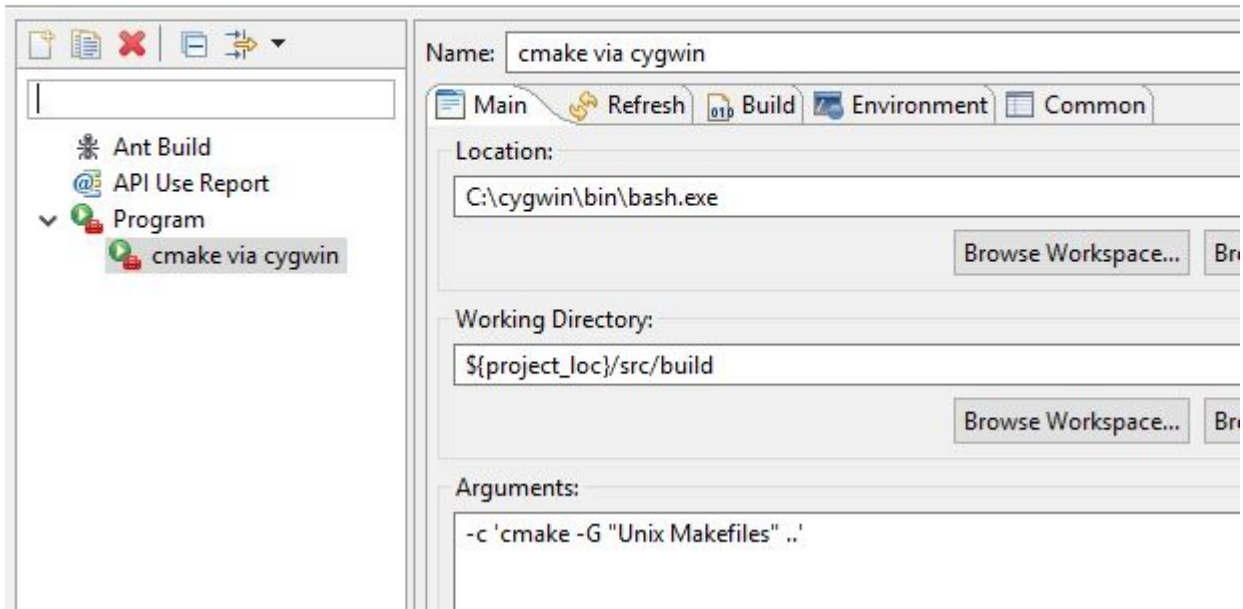 Name: cmake via cygwin
Main Refresh Build Environment Common
Ant Build
API Use Report
Program
cmake via cygwin
Location:
C:\cygwin\bin\bash.exe
Browse Workspace...
Working Directory:
${project_loc}/src/build
Browse Workspace...
Arguments:
-c 'cmake -G "Unix Makefiles" ..'